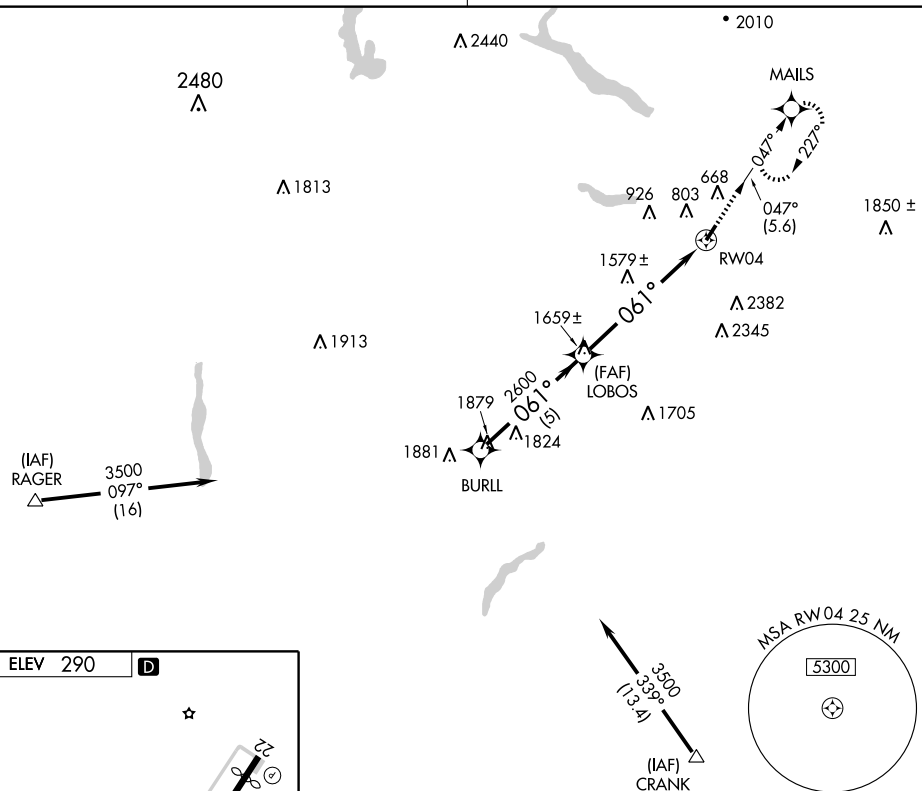 2010
2440
MAILS
2480
047°
227°
1813
668
926
803
047°
(5.6)
1850 ±
RW04
1579 ±
061°
2382
1659 ±
2345
1913
(FAF)
LOBOS
2600
061°
(5)
1879
1705
1824
1881
BURLL
(IAF)
RAGER
3500
097°
(16)
MSA RW04 25 NM
5300
ELEV 290
D
3500
339°
(13.4)
22
P
(IAF)
CRANK